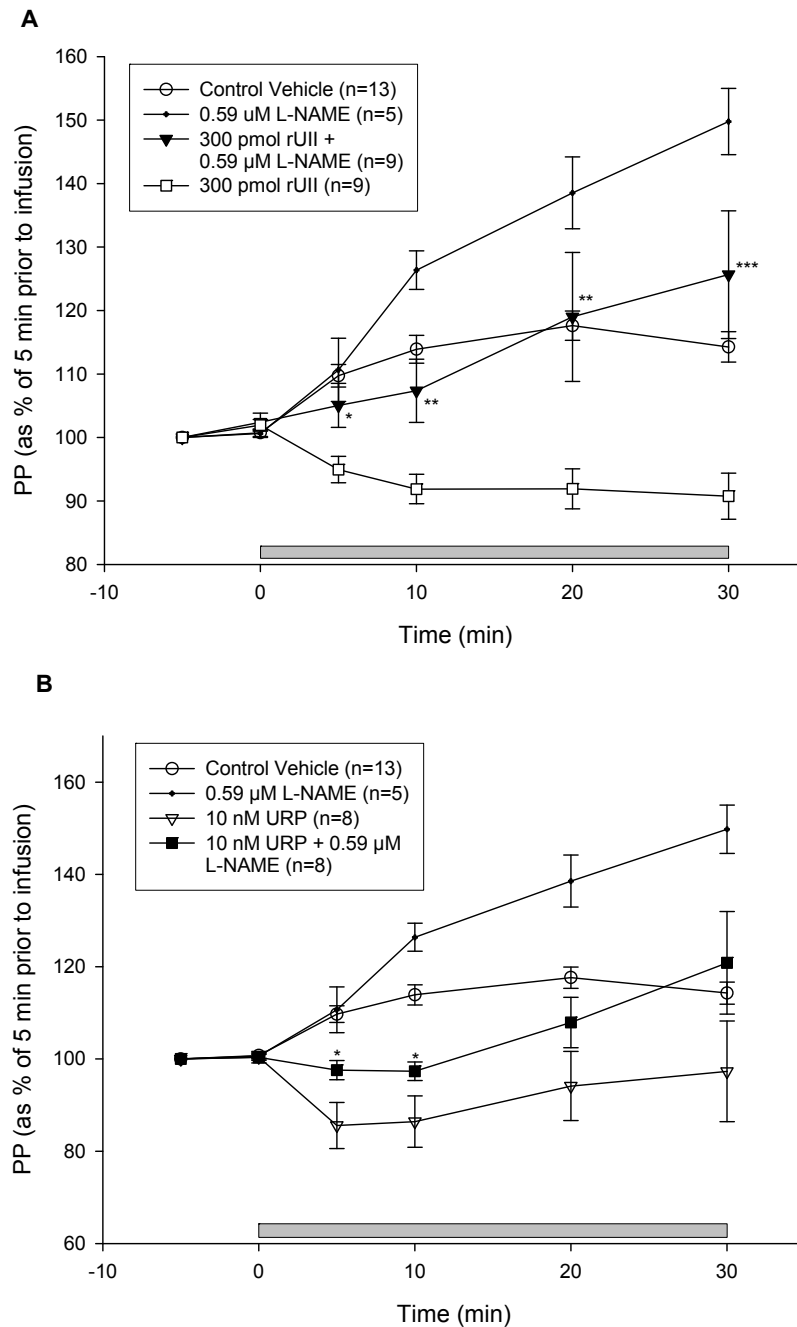 A
160
150
140
130
120
110
100
90
80
PP (as % of 5 min prior to infusion)
Control Vehicle (n=13)
0.59 uM L-NAME (n=5)
300 pmol rUII +
0.59 µM L-NAME (n=9)
300 pmol rUII (n=9)
*
**
**
***
-10
0
10
20
30
Time (min)
B
160
140
120
100
80
60
PP (as % of 5 min prior to infusion)
Control Vehicle (n=13)
0.59 µM L-NAME (n=5)
10 nM URP (n=8)
10 nM URP + 0.59 µM
L-NAME (n=8)
*
*
-10
0
10
20
30
Time (min)